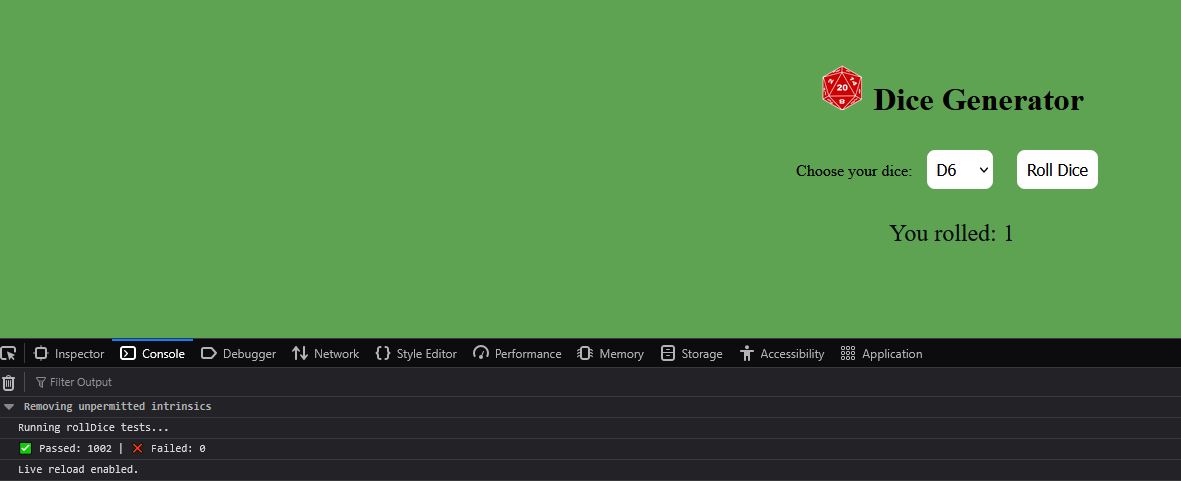 20
Dice Generator
Choose your dice: D6 Roll Dice
You rolled: 1
Inspector Console Debugger Network Style Editor Performance Memory Storage Accessibility Application
Filter Output
Removing unpermitted intrinsics
Running rollDice tests...
✅ Passed: 1002 | ❌ Failed: 0
Live reload enabled.